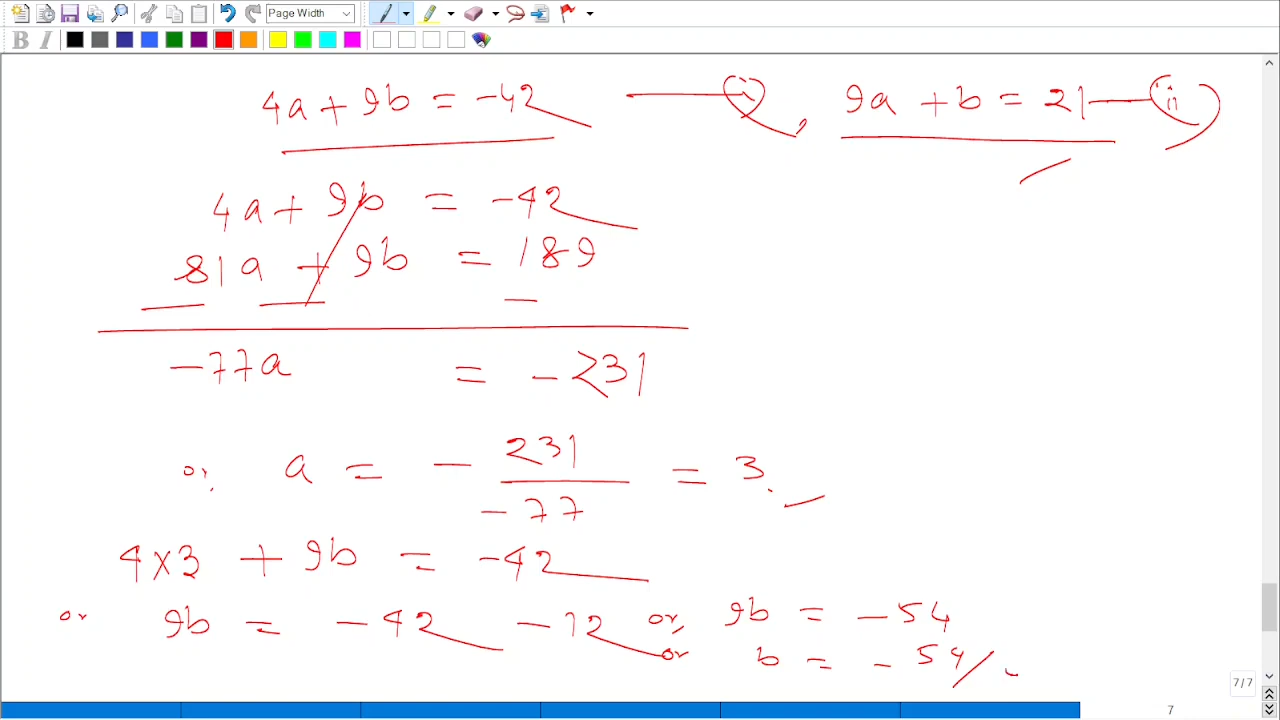 Page Width
B I
4a + 9b = -42 (i), 9a + b = 21 (ii)
4a + 9b = -42
81a + 9b = 189
-77a = -231
or, a = - 231 / -77 = 3.
4×3 + 9b = -42
or 9b = -42 -12 or, 9b = -54
or b = -54/
7/7
7